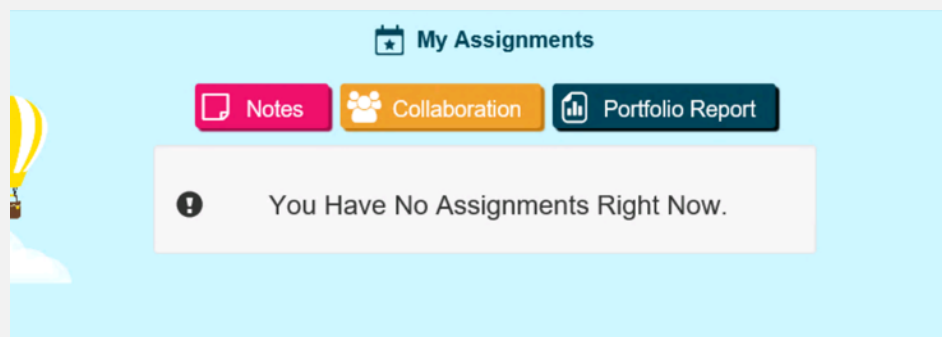 My Assignments
Notes Collaboration Portfolio Report
You Have No Assignments Right Now.